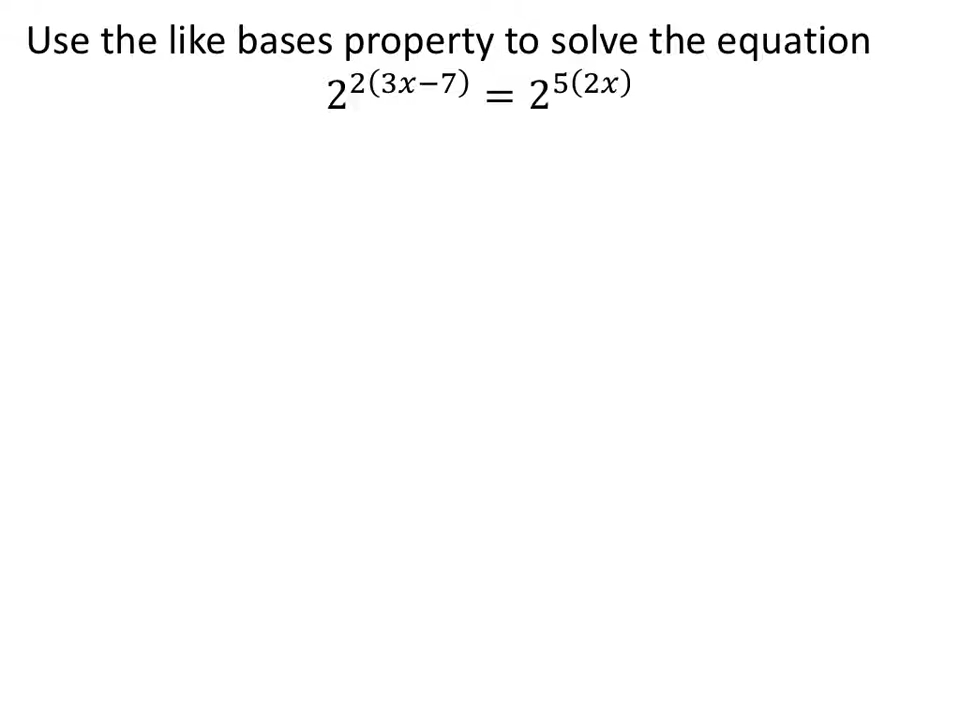 Use the like bases property to solve the equation
2^{2(3x−7)} = 2^{5(2x)}